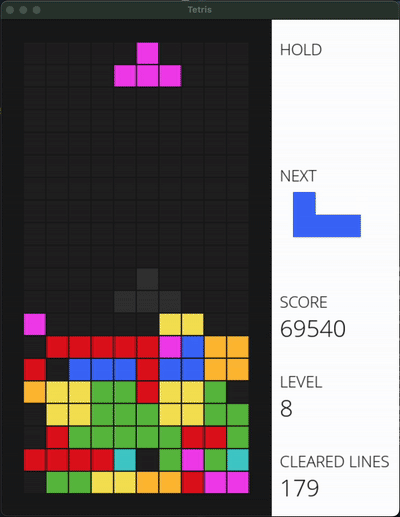 Tetris
HOLD
NEXT
SCORE
69540
LEVEL
8
CLEARED LINES
179